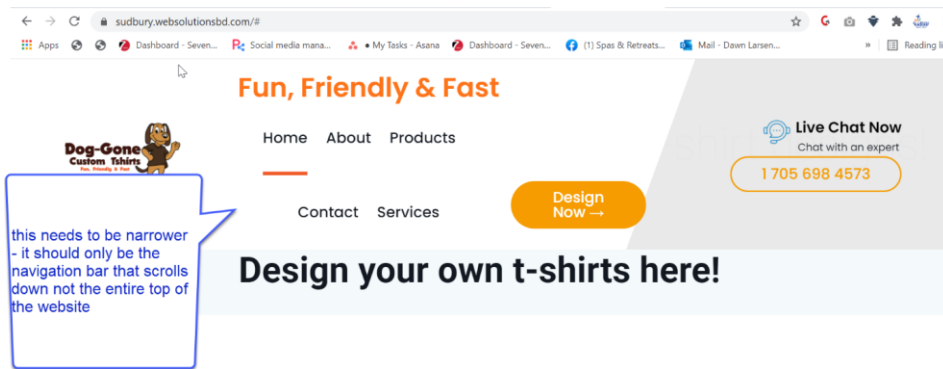 sudbury.websolutionsbd.com/#
Apps Dashboard - Seven... Social media mana... • My Tasks - Asana Dashboard - Seven... (1) Spas & Retreats... Mail - Dawn Larsen... » Reading li
Fun, Friendly & Fast
Dog-Gone
Custom Tshirts
Fun, Friendly & Fast
Home About Products
Live Chat Now
Chat with an expert
1 705 698 4573
Contact Services
Design
Now →
this needs to be narrower
- it should only be the
navigation bar that scrolls
down not the entire top of
the website
Design your own t-shirts here!